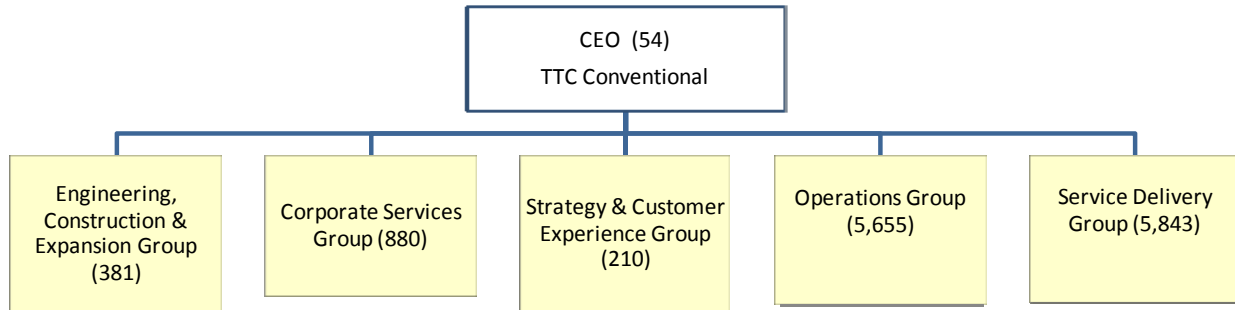 CEO (54)
TTC Conventional
Engineering,
Construction &
Expansion Group
(381)
Corporate Services
Group (880)
Strategy & Customer
Experience Group
(210)
Operations Group
(5,655)
Service Delivery
Group (5,843)